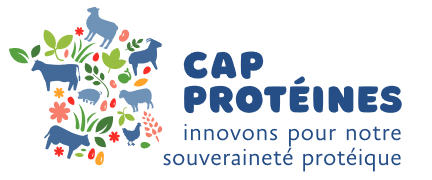 CAP
PROTÉINES
innovons pour notre
souveraineté protéique